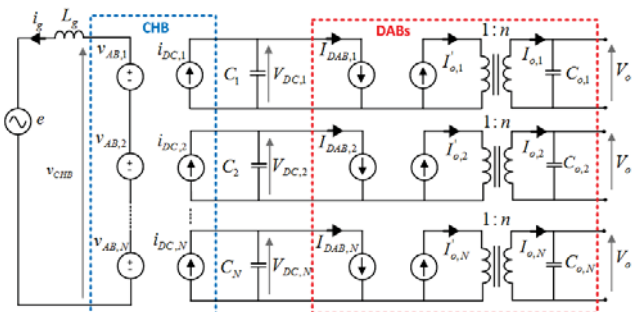 CHB
DABs
i_g
L_g
v_AB,1
i_DC,1
C_1
V_DC,1
I_DAB,1
I'_o,1
1:n
I_o,1
C_o,1
V_o
e
v_CHB
v_AB,2
i_DC,2
C_2
V_DC,2
I_DAB,2
I'_o,2
1:n
I_o,2
C_o,2
V_o
v_AB,N
i_DC,N
C_N
V_DC,N
I_DAB,N
I'_o,N
1:n
I_o,N
C_o,N
V_o